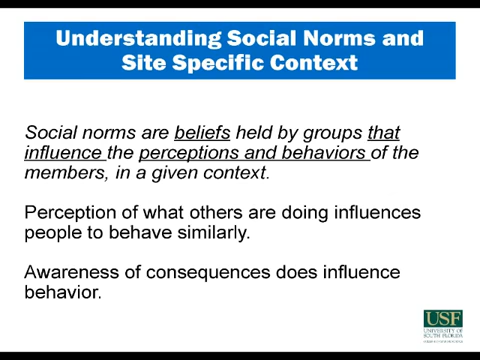 Understanding Social Norms and
Site Specific Context
Social norms are beliefs held by groups that
influence the perceptions and behaviors of the
members, in a given context.
Perception of what others are doing influences
people to behave similarly.
Awareness of consequences does influence
behavior.
USF
UNIVERSITY OF
SOUTH FLORIDA